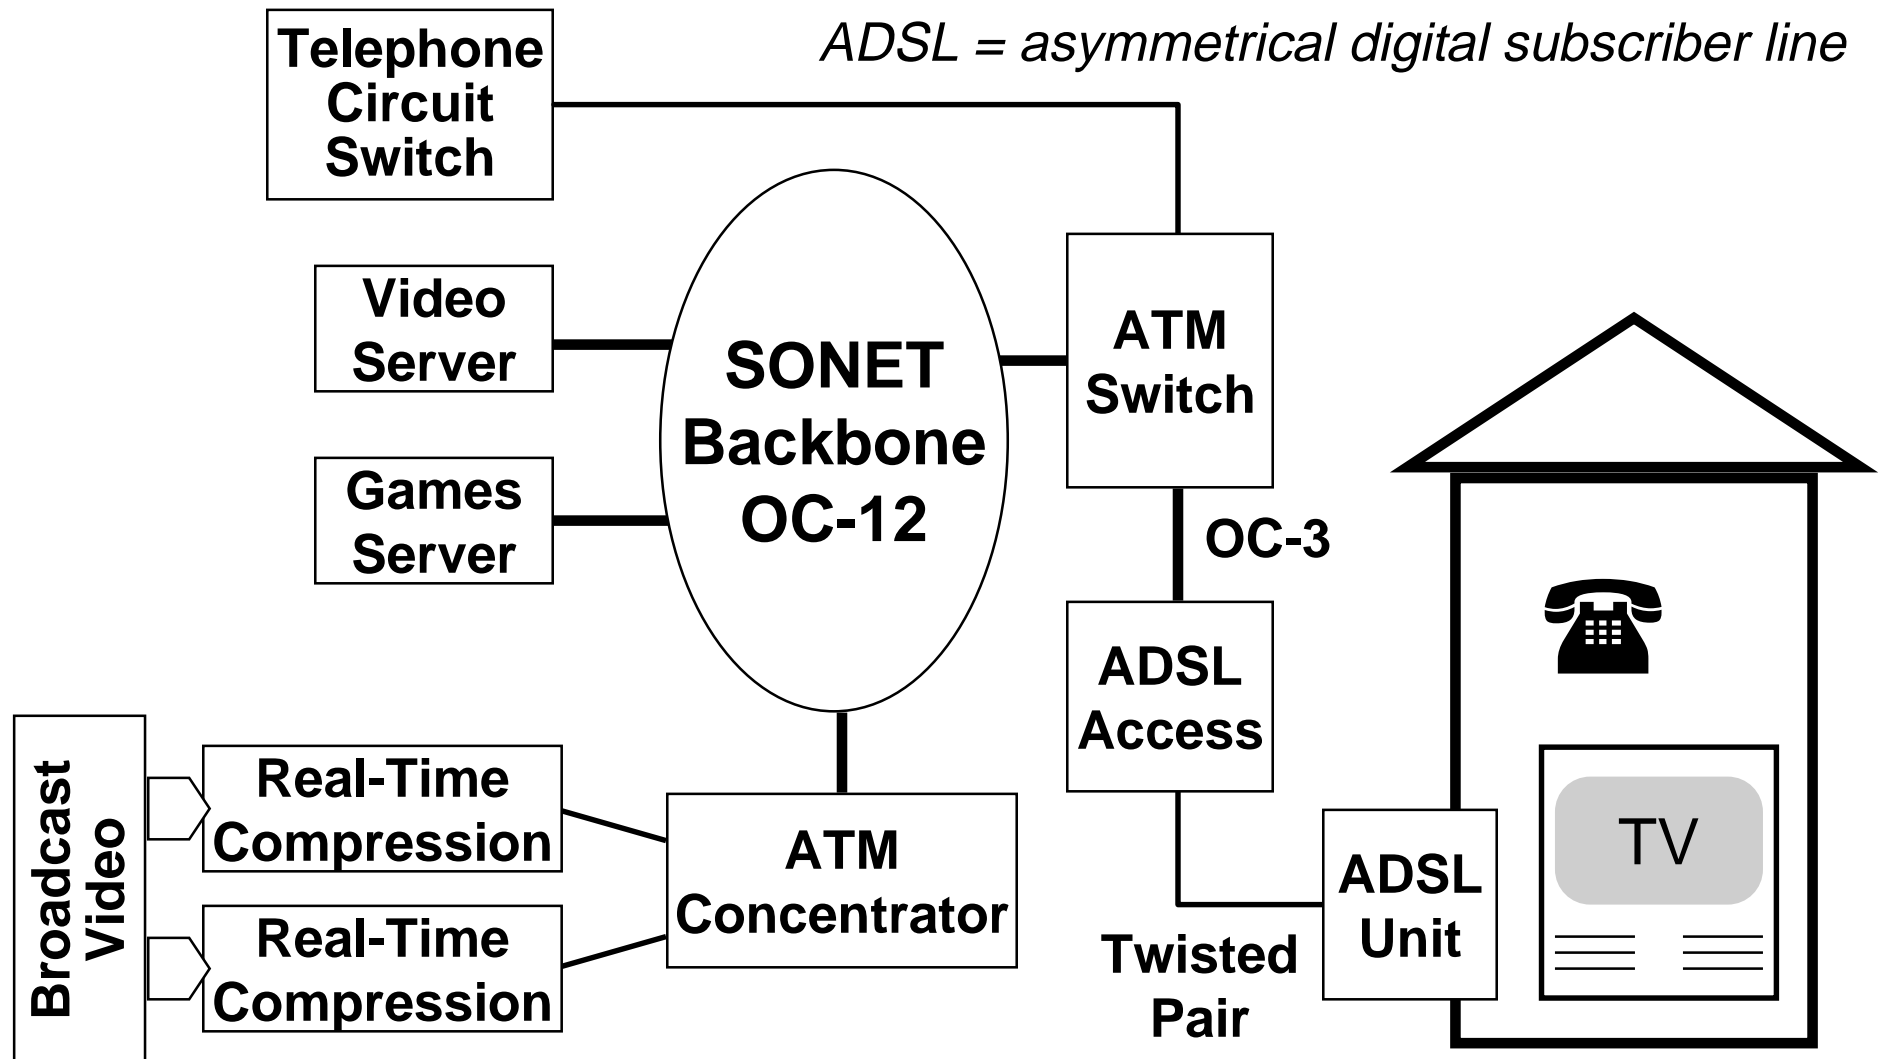 Telephone
Circuit
Switch
ADSL = asymmetrical digital subscriber line
Video
Server
Games
Server
SONET
Backbone
OC-12
ATM
Switch
OC-3
ADSL
Access
Broadcast
Video
Real-Time
Compression
Real-Time
Compression
ATM
Concentrator
Twisted
Pair
ADSL
Unit
TV